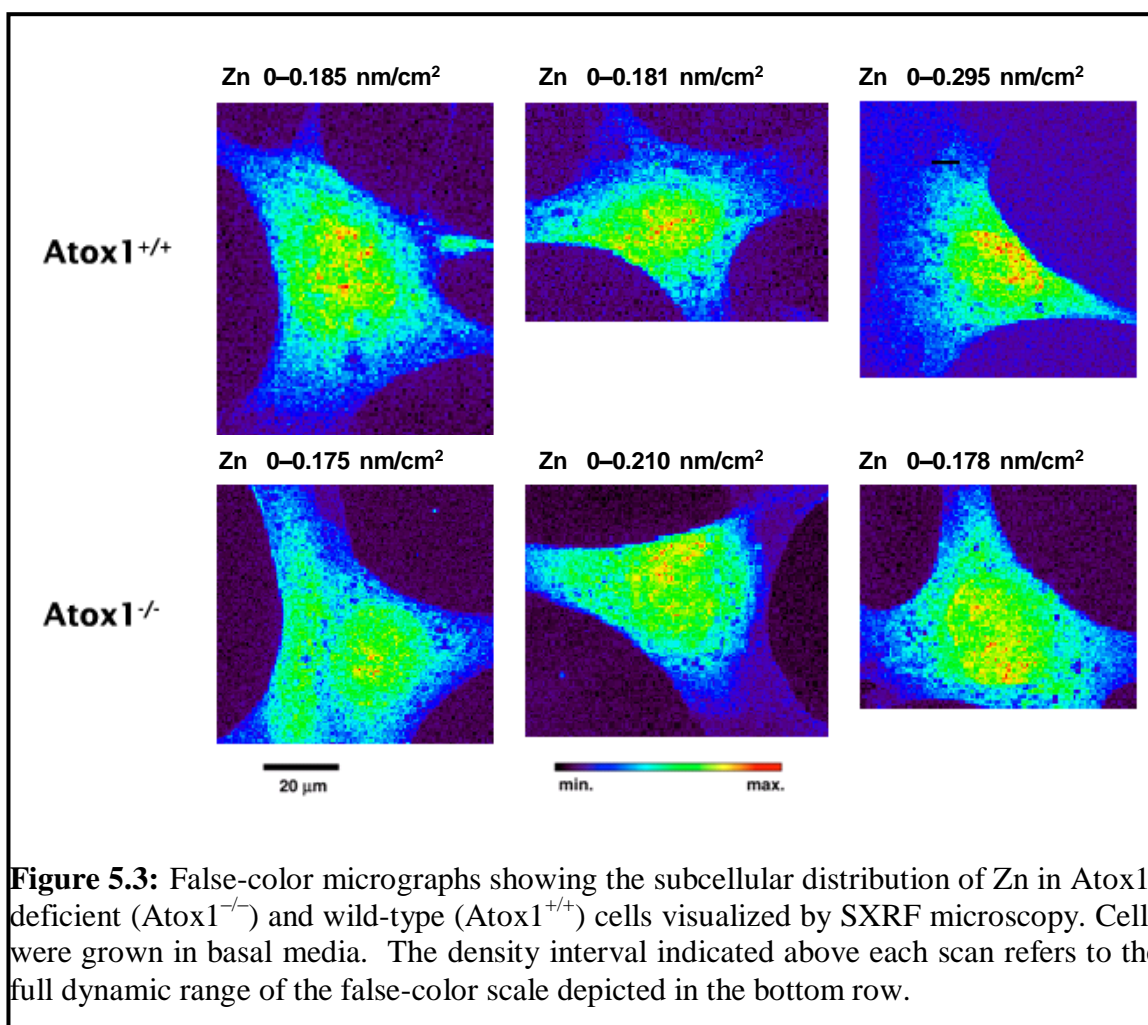 Zn 0–0.185 nm/cm²
Zn 0–0.181 nm/cm²
Zn 0–0.295 nm/cm²
Atox1⁺/⁺
Zn 0–0.175 nm/cm²
Zn 0–0.210 nm/cm²
Zn 0–0.178 nm/cm²
Atox1⁻/⁻
20 µm
min.
max.
Figure 5.3: False-color micrographs showing the subcellular distribution of Zn in Atox1
deficient (Atox1⁻/⁻) and wild-type (Atox1⁺/⁺) cells visualized by SXRF microscopy. Cell
were grown in basal media. The density interval indicated above each scan refers to the
full dynamic range of the false-color scale depicted in the bottom row.